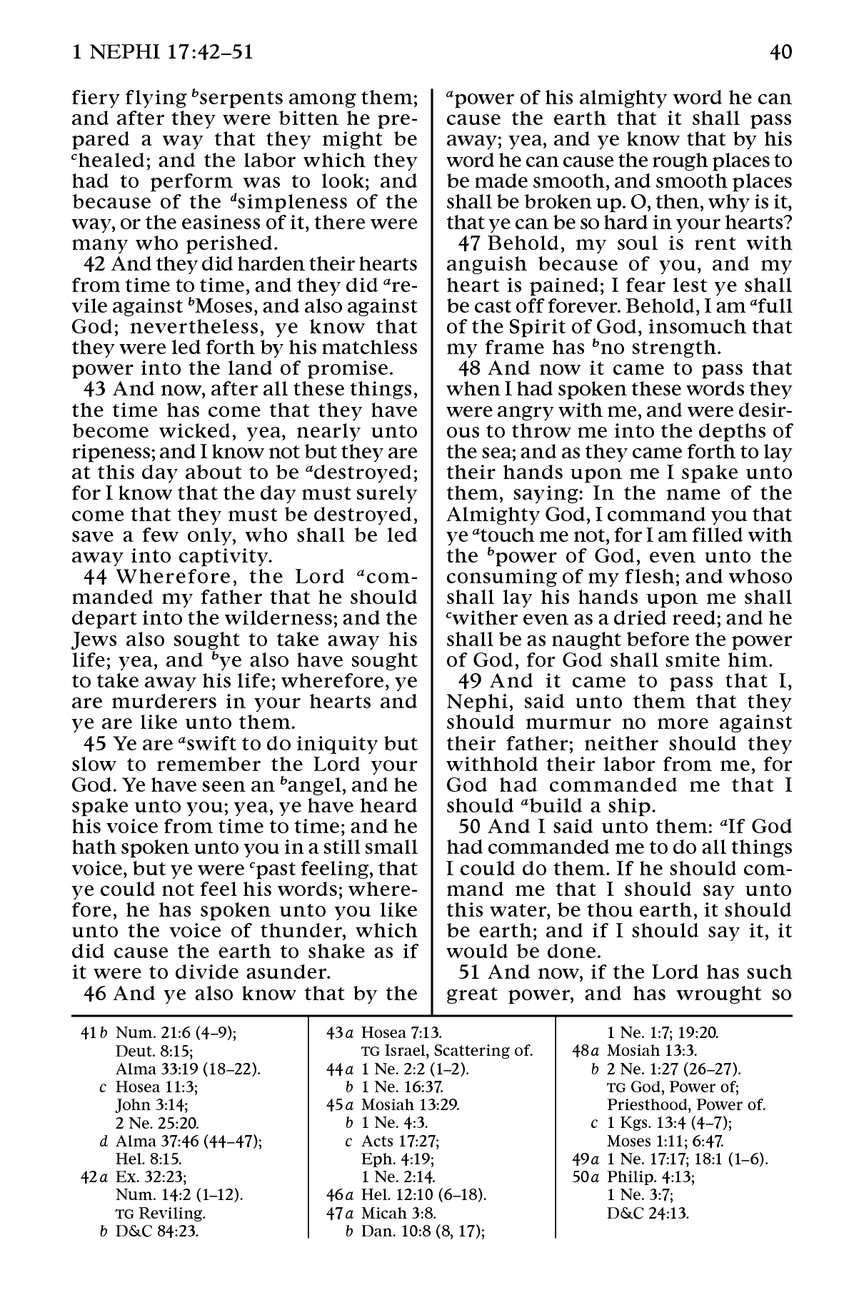 1 NEPHI 17:42–51
40
fiery flying bserpents among them;
and after they were bitten he pre-
pared a way that they might be
chealed; and the labor which they
had to perform was to look; and
because of the dsimpleness of the
way, or the easiness of it, there were
many who perished.
42 And they did harden their hearts
from time to time, and they did are-
vile against bMoses, and also against
God; nevertheless, ye know that
they were led forth by his matchless
power into the land of promise.
43 And now, after all these things,
the time has come that they have
become wicked, yea, nearly unto
ripeness; and I know not but they are
at this day about to be adestroyed;
for I know that the day must surely
come that they must be destroyed,
save a few only, who shall be led
away into captivity.
44 Wherefore, the Lord acom-
manded my father that he should
depart into the wilderness; and the
Jews also sought to take away his
life; yea, and bye also have sought
to take away his life; wherefore, ye
are murderers in your hearts and
ye are like unto them.
45 Ye are aswift to do iniquity but
slow to remember the Lord your
God. Ye have seen an bangel, and he
spake unto you; yea, ye have heard
his voice from time to time; and he
hath spoken unto you in a still small
voice, but ye were cpast feeling, that
ye could not feel his words; where-
fore, he has spoken unto you like
unto the voice of thunder, which
did cause the earth to shake as if
it were to divide asunder.
46 And ye also know that by the
apower of his almighty word he can
cause the earth that it shall pass
away; yea, and ye know that by his
word he can cause the rough places to
be made smooth, and smooth places
shall be broken up. O, then, why is it,
that ye can be so hard in your hearts?
47 Behold, my soul is rent with
anguish because of you, and my
heart is pained; I fear lest ye shall
be cast off forever. Behold, I am afull
of the Spirit of God, insomuch that
my frame has bno strength.
48 And now it came to pass that
when I had spoken these words they
were angry with me, and were desir-
ous to throw me into the depths of
the sea; and as they came forth to lay
their hands upon me I spake unto
them, saying: In the name of the
Almighty God, I command you that
ye atouch me not, for I am filled with
the bpower of God, even unto the
consuming of my flesh; and whoso
shall lay his hands upon me shall
cwither even as a dried reed; and he
shall be as naught before the power
of God, for God shall smite him.
49 And it came to pass that I,
Nephi, said unto them that they
should murmur no more against
their father; neither should they
withhold their labor from me, for
God had commanded me that I
should abuild a ship.
50 And I said unto them: aIf God
had commanded me to do all things
I could do them. If he should com-
mand me that I should say unto
this water, be thou earth, it should
be earth; and if I should say it, it
would be done.
51 And now, if the Lord has such
great power, and has wrought so
41 b Num. 21:6 (4–9);
Deut. 8:15;
Alma 33:19 (18–22).
c Hosea 11:3;
John 3:14;
2 Ne. 25:20.
d Alma 37:46 (44–47);
Hel. 8:15.
42 a Ex. 32:23;
Num. 14:2 (1–12).
TG Reviling.
b D&C 84:23.
43 a Hosea 7:13.
TG Israel, Scattering of.
44 a 1 Ne. 2:2 (1–2).
b 1 Ne. 16:37.
45 a Mosiah 13:29.
b 1 Ne. 4:3.
c Acts 17:27;
Eph. 4:19;
1 Ne. 2:14.
46 a Hel. 12:10 (6–18).
47 a Micah 3:8.
b Dan. 10:8 (8, 17);
1 Ne. 1:7; 19:20.
48 a Mosiah 13:3.
b 2 Ne. 1:27 (26–27).
TG God, Power of;
Priesthood, Power of.
c 1 Kgs. 13:4 (4–7);
Moses 1:11; 6:47.
49 a 1 Ne. 17:17; 18:1 (1–6).
50 a Philip. 4:13;
1 Ne. 3:7;
D&C 24:13.